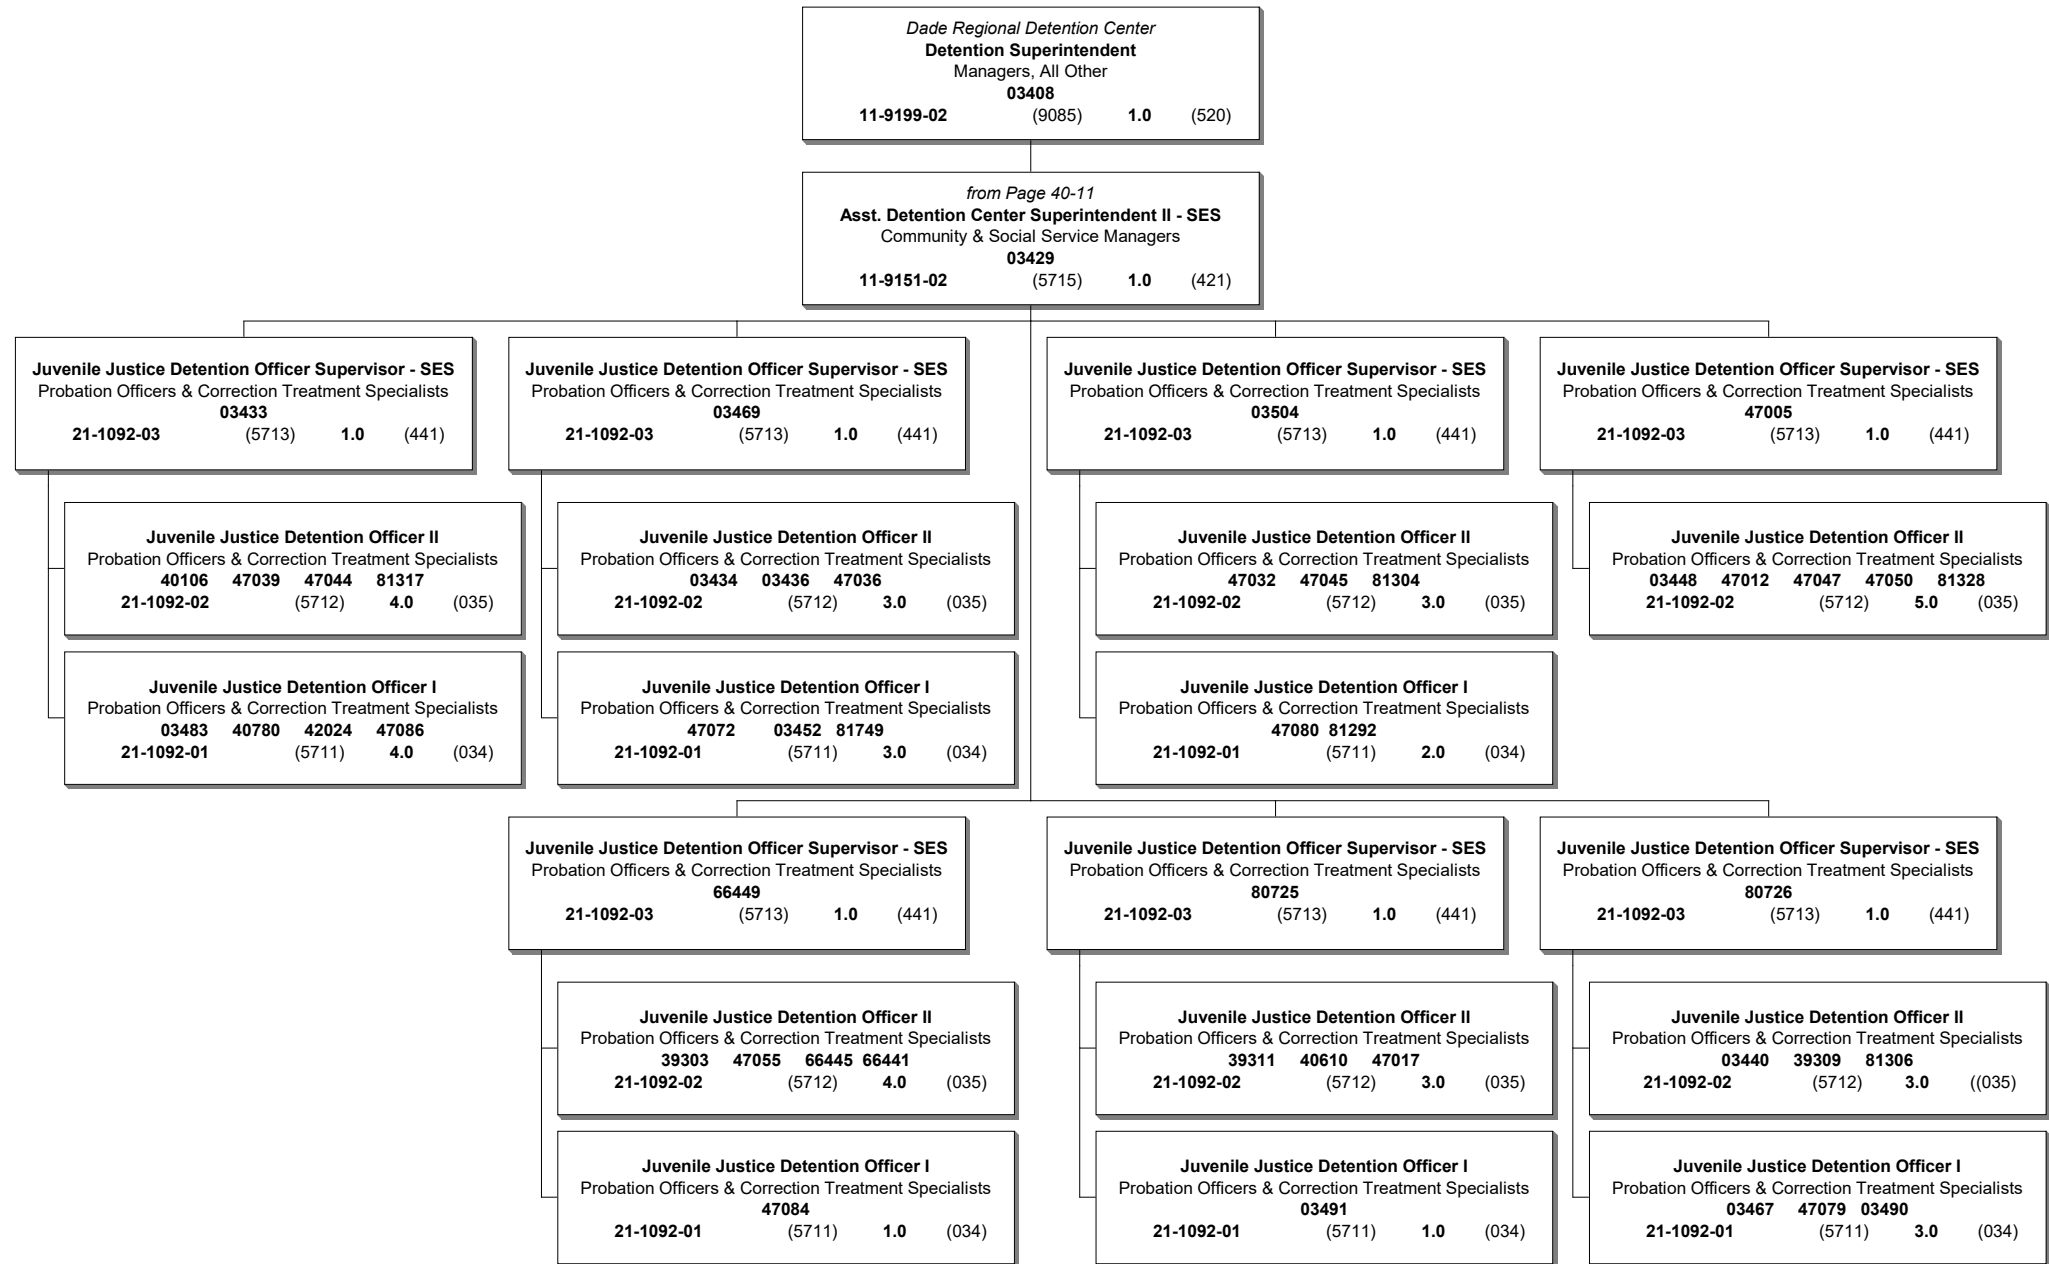 Dade Regional Detention Center
Detention Superintendent
Managers, All Other
03408
11-9199-02 (9085) 1.0 (520)
from Page 40-11
Asst. Detention Center Superintendent II - SES
Community & Social Service Managers
03429
11-9151-02 (5715) 1.0 (421)
Juvenile Justice Detention Officer Supervisor - SES
Probation Officers & Correction Treatment Specialists
03433
21-1092-03 (5713) 1.0 (441)
Juvenile Justice Detention Officer II
Probation Officers & Correction Treatment Specialists
40106 47039 47044 81317
21-1092-02 (5712) 4.0 (035)
Juvenile Justice Detention Officer I
Probation Officers & Correction Treatment Specialists
03483 40780 42024 47086
21-1092-01 (5711) 4.0 (034)
Juvenile Justice Detention Officer Supervisor - SES
Probation Officers & Correction Treatment Specialists
03469
21-1092-03 (5713) 1.0 (441)
Juvenile Justice Detention Officer II
Probation Officers & Correction Treatment Specialists
03434 03436 47036
21-1092-02 (5712) 3.0 (035)
Juvenile Justice Detention Officer I
Probation Officers & Correction Treatment Specialists
47072 03452 81749
21-1092-01 (5711) 3.0 (034)
Juvenile Justice Detention Officer Supervisor - SES
Probation Officers & Correction Treatment Specialists
03504
21-1092-03 (5713) 1.0 (441)
Juvenile Justice Detention Officer II
Probation Officers & Correction Treatment Specialists
47032 47045 81304
21-1092-02 (5712) 3.0 (035)
Juvenile Justice Detention Officer I
Probation Officers & Correction Treatment Specialists
47080 81292
21-1092-01 (5711) 2.0 (034)
Juvenile Justice Detention Officer Supervisor - SES
Probation Officers & Correction Treatment Specialists
47005
21-1092-03 (5713) 1.0 (441)
Juvenile Justice Detention Officer II
Probation Officers & Correction Treatment Specialists
03448 47012 47047 47050 81328
21-1092-02 (5712) 5.0 (035)
Juvenile Justice Detention Officer Supervisor - SES
Probation Officers & Correction Treatment Specialists
66449
21-1092-03 (5713) 1.0 (441)
Juvenile Justice Detention Officer II
Probation Officers & Correction Treatment Specialists
39303 47055 66445 66441
21-1092-02 (5712) 4.0 (035)
Juvenile Justice Detention Officer I
Probation Officers & Correction Treatment Specialists
47084
21-1092-01 (5711) 1.0 (034)
Juvenile Justice Detention Officer Supervisor - SES
Probation Officers & Correction Treatment Specialists
80725
21-1092-03 (5713) 1.0 (441)
Juvenile Justice Detention Officer II
Probation Officers & Correction Treatment Specialists
39311 40610 47017
21-1092-02 (5712) 3.0 (035)
Juvenile Justice Detention Officer I
Probation Officers & Correction Treatment Specialists
03491
21-1092-01 (5711) 1.0 (034)
Juvenile Justice Detention Officer Supervisor - SES
Probation Officers & Correction Treatment Specialists
80726
21-1092-03 (5713) 1.0 (441)
Juvenile Justice Detention Officer II
Probation Officers & Correction Treatment Specialists
03440 39309 81306
21-1092-02 (5712) 3.0 ((035)
Juvenile Justice Detention Officer I
Probation Officers & Correction Treatment Specialists
03467 47079 03490
21-1092-01 (5711) 3.0 (034)